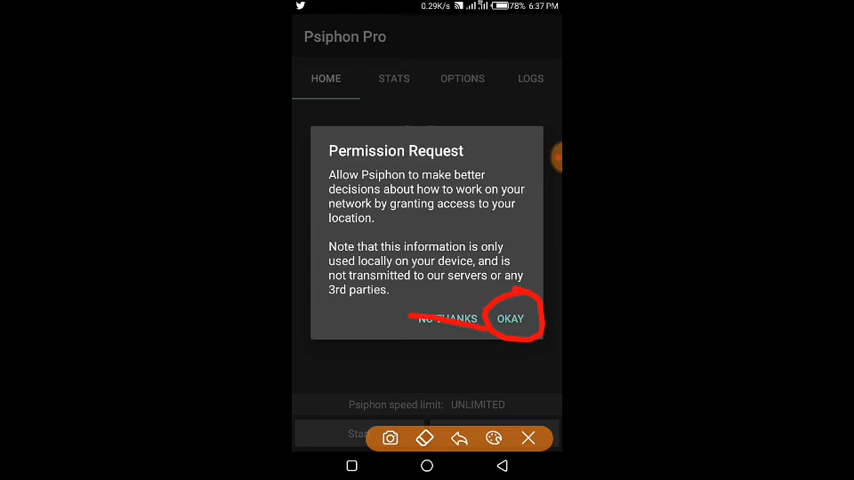 0.29K/s 78% 6:37 PM
Psiphon Pro
HOME STATS OPTIONS LOGS
Permission Request
Allow Psiphon to make better
decisions about how to work on your
network by granting access to your
location.
Note that this information is only
used locally on your device, and is
not transmitted to our servers or any
3rd parties.
NO THANKS OKAY
Psiphon speed limit: UNLIMITED